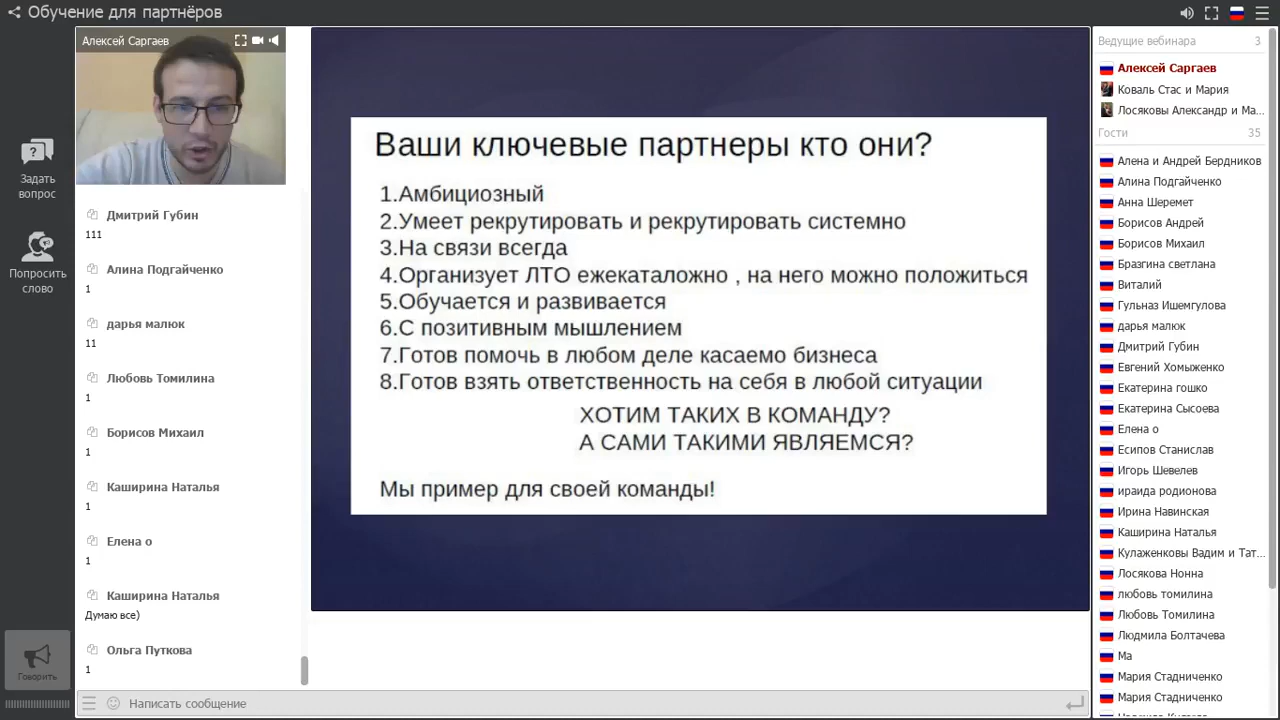 Обучение для партнёров
Задать
вопрос
Попросить
слово
Говорить
Алексей Саргаев
Дмитрий Губин
111
Алина Подгайченко
1
дарья малюк
11
Любовь Томилина
1
Борисов Михаил
1
Каширина Наталья
1
Елена о
1
Каширина Наталья
Думаю все)
Ольга Путкова
1
Написать сообщение
Ваши ключевые партнеры кто они?
1.Амбициозный
2.Умеет рекрутировать и рекрутировать системно
3.На связи всегда
4.Организует ЛТО ежекаталожно , на него можно положиться
5.Обучается и развивается
6.С позитивным мышлением
7.Готов помочь в любом деле касаемо бизнеса
8.Готов взять ответственность на себя в любой ситуации
ХОТИМ ТАКИХ В КОМАНДУ?
А САМИ ТАКИМИ ЯВЛЯЕМСЯ?
Мы пример для своей команды!
Ведущие вебинара 3
Алексей Саргаев
Коваль Стас и Мария
Лосяковы Александр и Ма...
Гости 35
Алена и Андрей Бердников
Алина Подгайченко
Анна Шеремет
Борисов Андрей
Борисов Михаил
Бразгина светлана
Виталий
Гульназ Ишемгулова
дарья малюк
Дмитрий Губин
Евгений Хомыженко
Екатерина гошко
Екатерина Сысоева
Елена о
Есипов Станислав
Игорь Шевелев
ираида родионова
Ирина Навинская
Каширина Наталья
Кулаженковы Вадим и Тат...
Лосякова Нонна
любовь томилина
Любовь Томилина
Людмила Болтачева
Ма
Мария Стадниченко
Мария Стадниченко